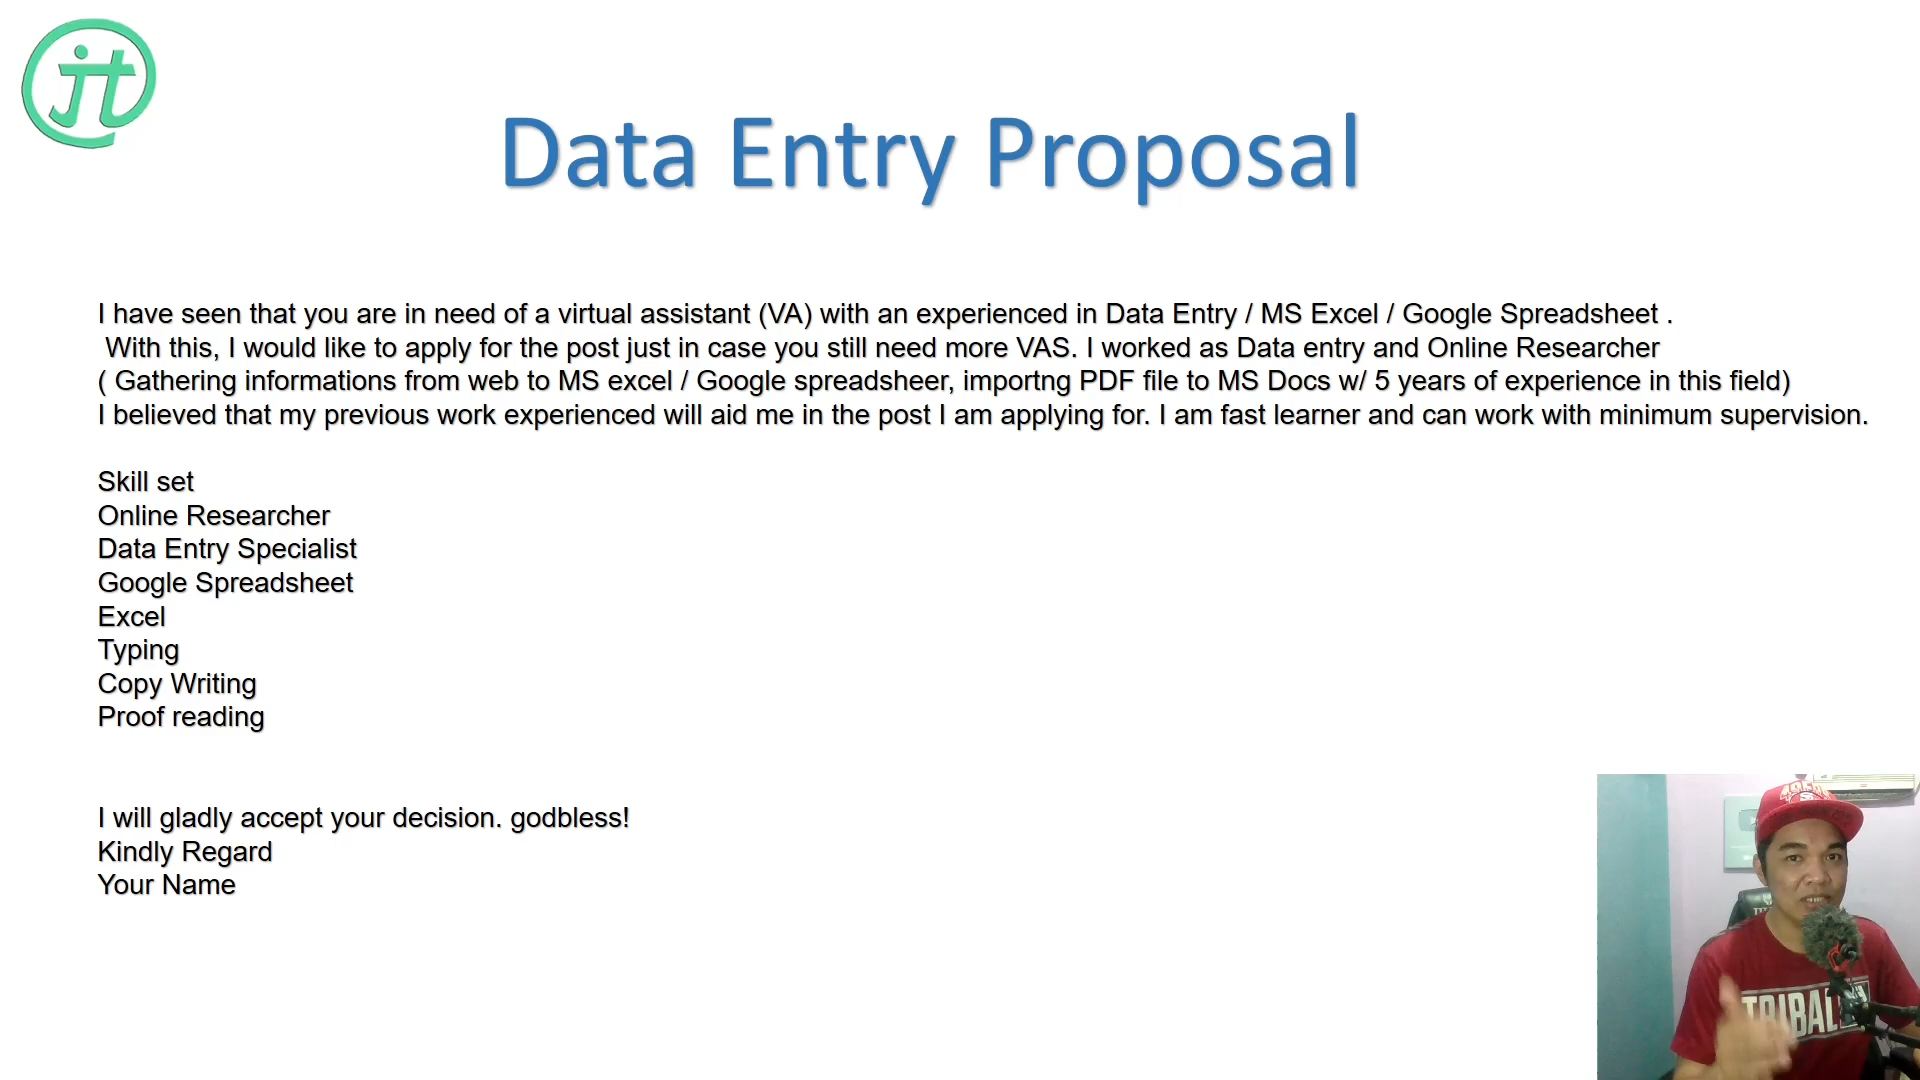 jt
Data Entry Proposal
I have seen that you are in need of a virtual assistant (VA) with an experienced in Data Entry / MS Excel / Google Spreadsheet .
With this, I would like to apply for the post just in case you still need more VAS. I worked as Data entry and Online Researcher
( Gathering informations from web to MS excel / Google spreadsheer, importng PDF file to MS Docs w/ 5 years of experience in this field)
I believed that my previous work experienced will aid me in the post I am applying for. I am fast learner and can work with minimum supervision.
Skill set
Online Researcher
Data Entry Specialist
Google Spreadsheet
Excel
Typing
Copy Writing
Proof reading
I will gladly accept your decision. godbless!
Kindly Regard
Your Name